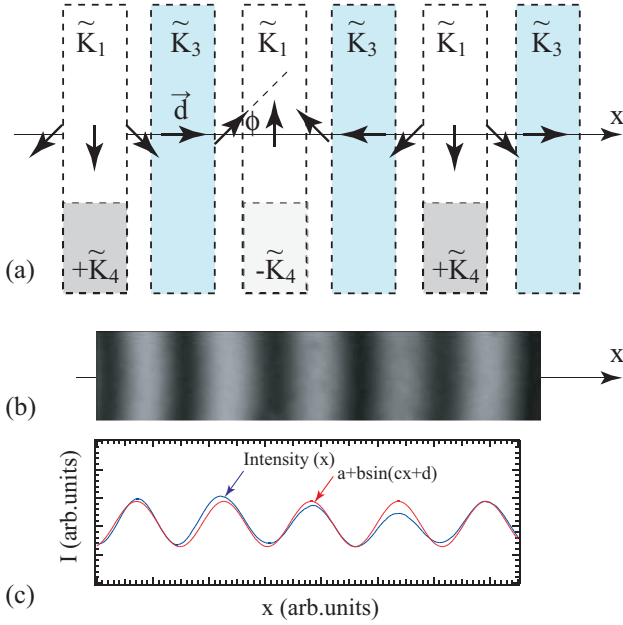 K̃₁ K̃₃ K̃₁ K̃₃ K̃₁ K̃₃
d⃗ ϕ x
+K̃₄ -K̃₄ +K̃₄
(a)
x
(b)
Intensity (x) a+bsin(cx+d)
I (arb.units)
(c)
x (arb.units)